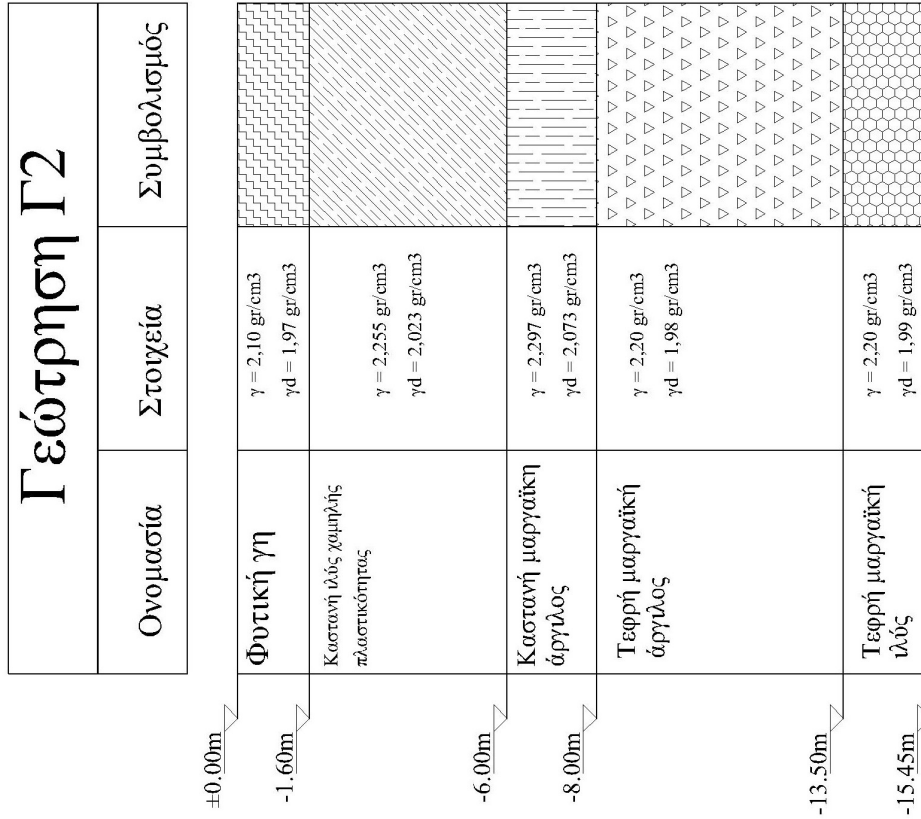 Γεώτρηση Γ2
Ονομασία
Στοιχεία
Συμβολισμός
±0.00m
Φυτική γη
γ = 2,10 gr/cm3
γd = 1,97 gr/cm3
-1.60m
Καστανή ιλύς χαμηλής
πλαστικότητας
γ = 2,255 gr/cm3
γd = 2,023 gr/cm3
-6.00m
Καστανή μαργαϊκη
άργιλος
γ = 2,297 gr/cm3
γd = 2,073 gr/cm3
-8.00m
Τεφρή μαργαϊκή
άργιλος
γ = 2,20 gr/cm3
γd = 1,98 gr/cm3
-13.50m
Τεφρή μαργαϊκή
ιλύς
γ = 2,20 gr/cm3
γd = 1,99 gr/cm3
-15.45m